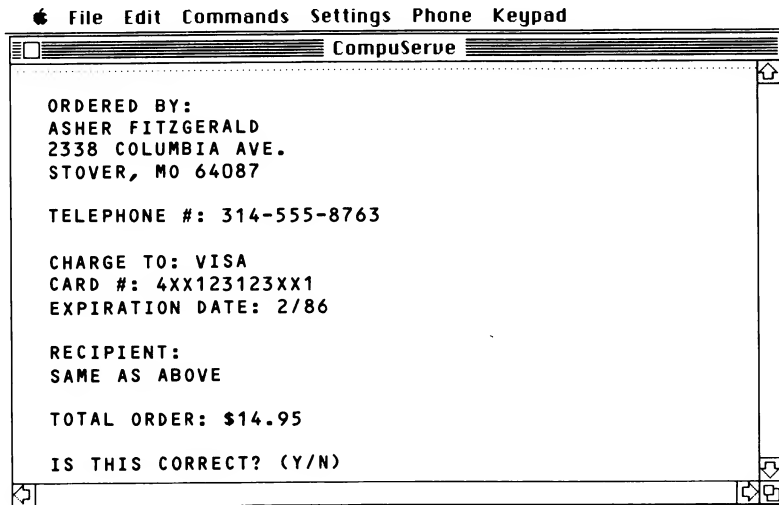 File Edit Commands Settings Phone Keypad
CompuServe
ORDERED BY:
ASHER FITZGERALD
2338 COLUMBIA AVE.
STOVER, MO 64087
TELEPHONE #: 314-555-8763
CHARGE TO: VISA
CARD #: 4XX123123XX1
EXPIRATION DATE: 2/86
RECIPIENT:
SAME AS ABOVE
TOTAL ORDER: $14.95
IS THIS CORRECT? (Y/N)